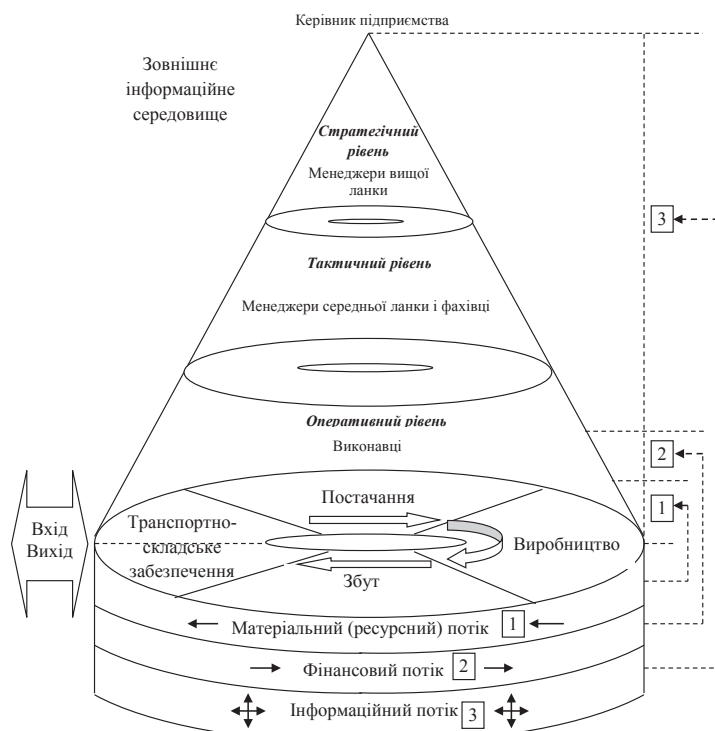 Керівник підприємства
Зовнішнє
інформаційне
середовище
Стратегічний
рівень
Менеджери вищої
ланки
3
Тактичний рівень
Менеджери середньої ланки і фахівці
Оперативний рівень
Виконавці
2
1
Вхід
Вихід
Постачання
Транспортно-
складське
забезпечення
Виробництво
Збут
Матеріальний (ресурсний) потік 1
Фінансовий потік 2
Інформаційний потік 3